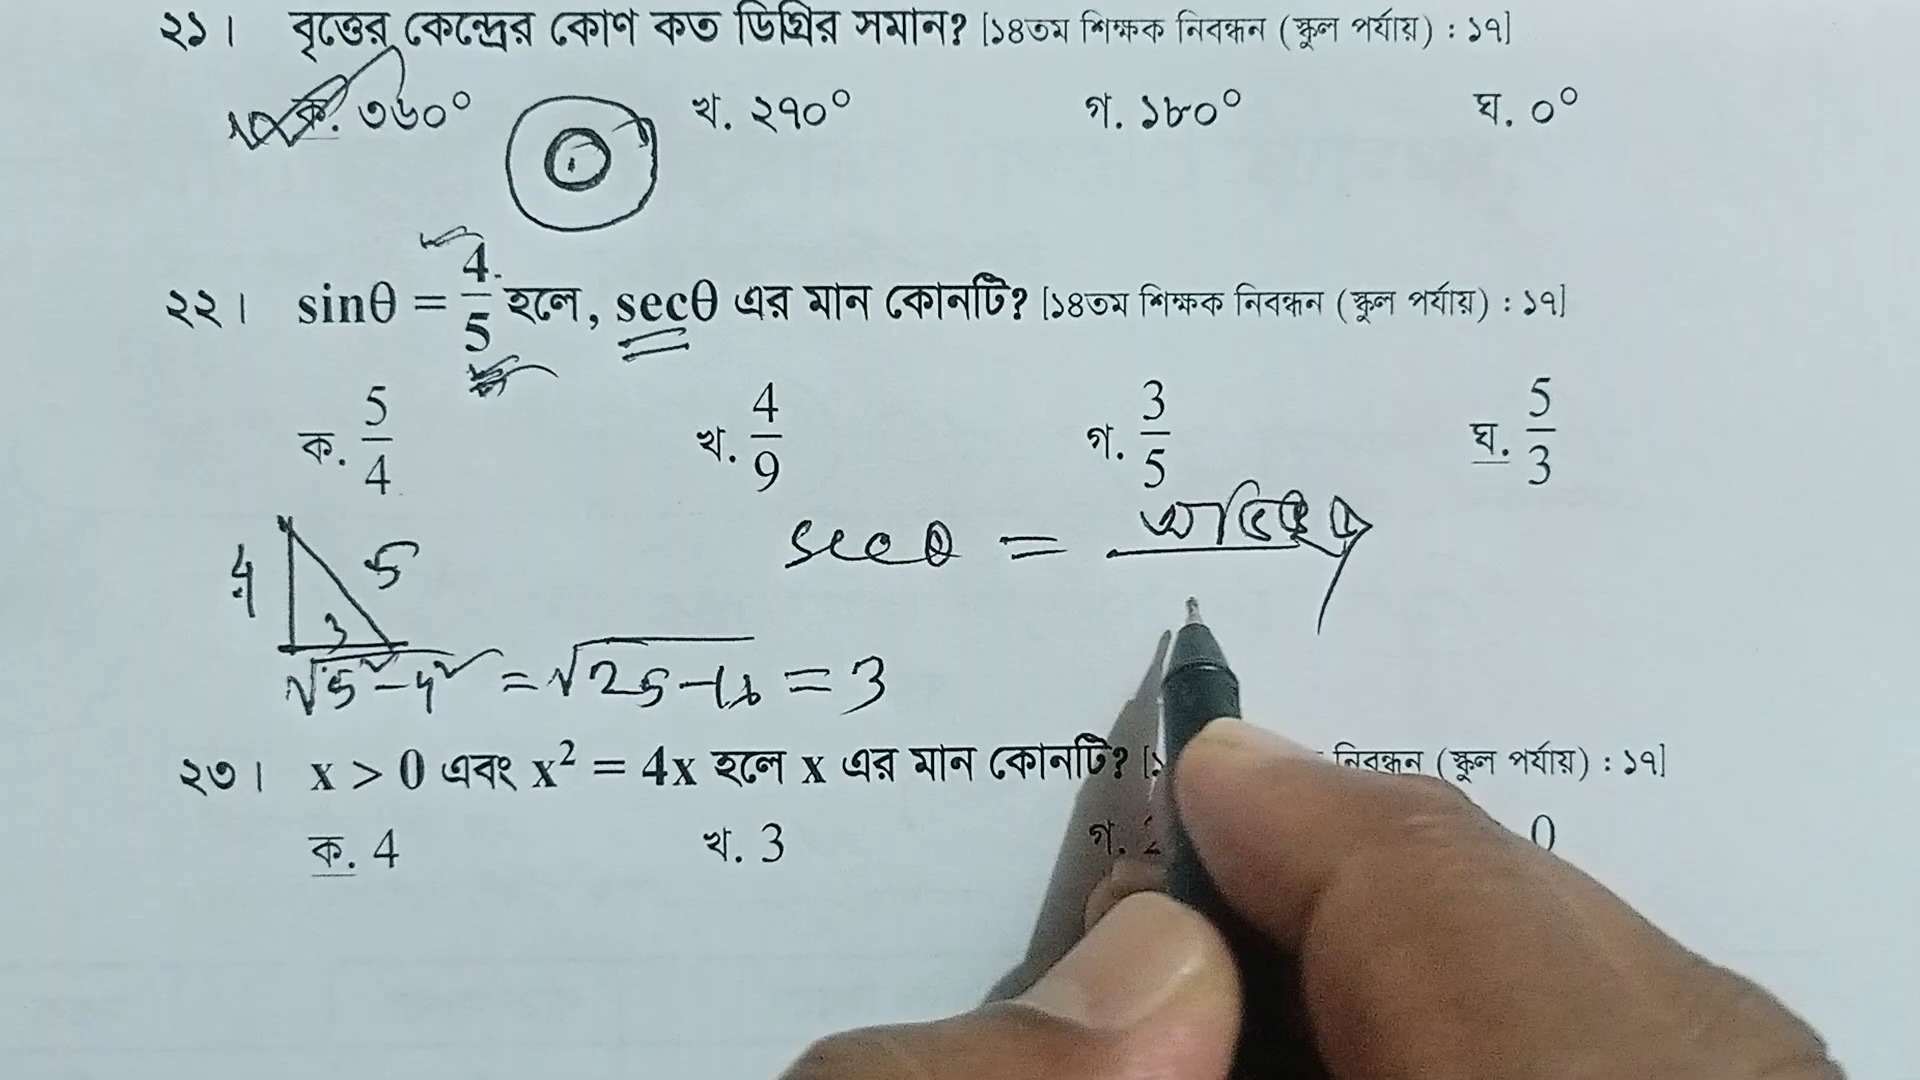 ২১। বৃত্তের কেন্দ্রের কোণ কত ডিগ্রির সমান? [১৪তম শিক্ষক নিবন্ধন (স্কুল পর্যায়) : ১৭]
ক. ৩৬০° খ. ২৭০° গ. ১৮০° ঘ. ০°
২২। sinθ = 4/5 হলে, secθ এর মান কোনটি? [১৪তম শিক্ষক নিবন্ধন (স্কুল পর্যায়) : ১৭]
ক. 5/4 খ. 4/9 গ. 3/5 ঘ. 5/3
secθ = অতিভুজ
4 5
3
√5²-4² = √25-16 = 3
২৩। x > 0 এবং x² = 4x হলে x এর মান কোনটি? [১ নিবন্ধন (স্কুল পর্যায়) : ১৭]
ক. 4 খ. 3 গ. 2 0